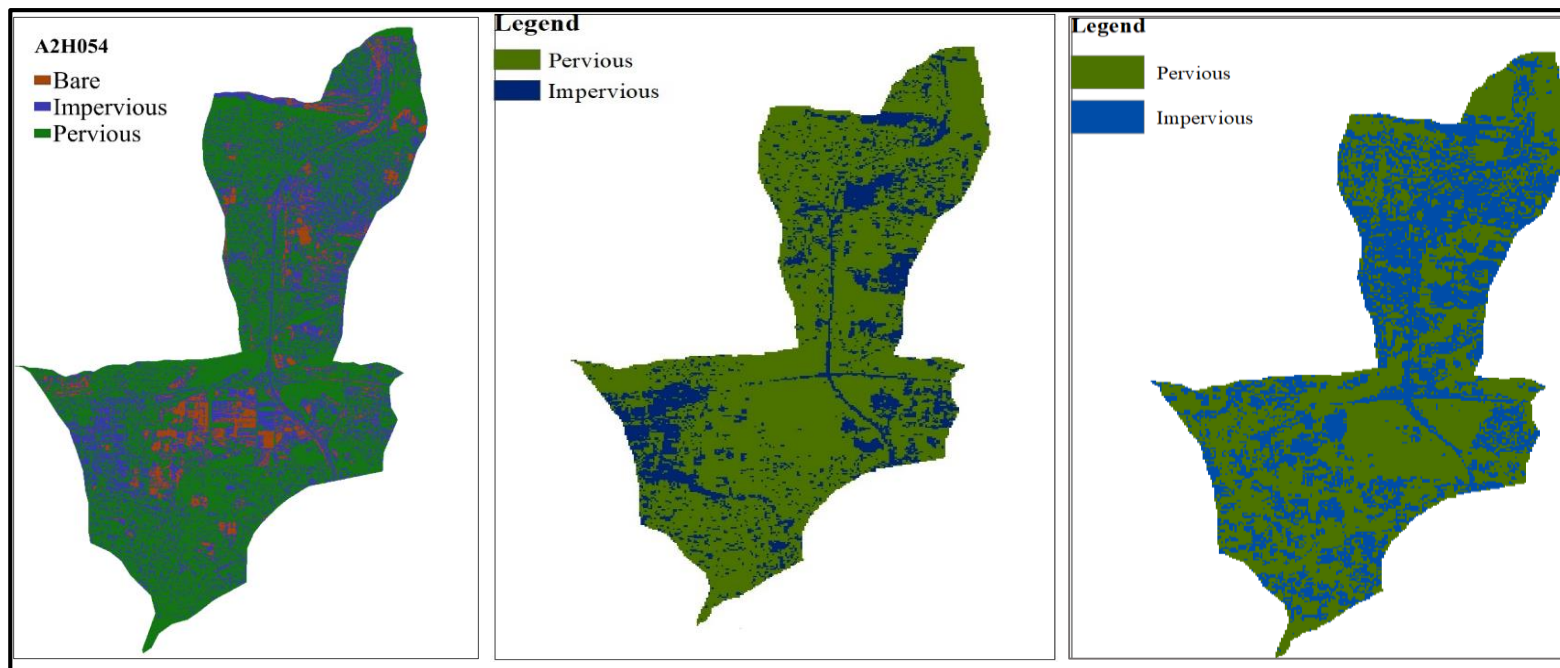 A2H054
Bare
Impervious
Pervious
Legend
Pervious
Impervious
Legend
Pervious
Impervious